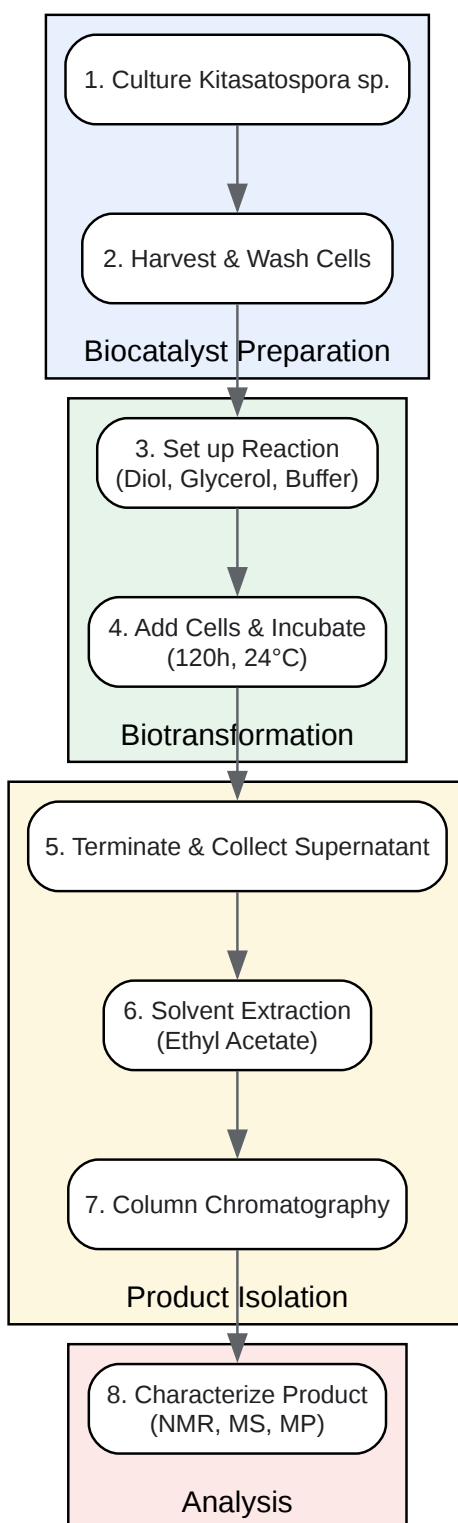 1. Culture Kitasatospora sp.
2. Harvest & Wash Cells
Biocatalyst Preparation
3. Set up Reaction
(Diol, Glycerol, Buffer)
4. Add Cells & Incubate
(120h, 24°C)
Biotransformation
5. Terminate & Collect Supernatant
6. Solvent Extraction
(Ethyl Acetate)
7. Column Chromatography
Product Isolation
8. Characterize Product
(NMR, MS, MP)
Analysis